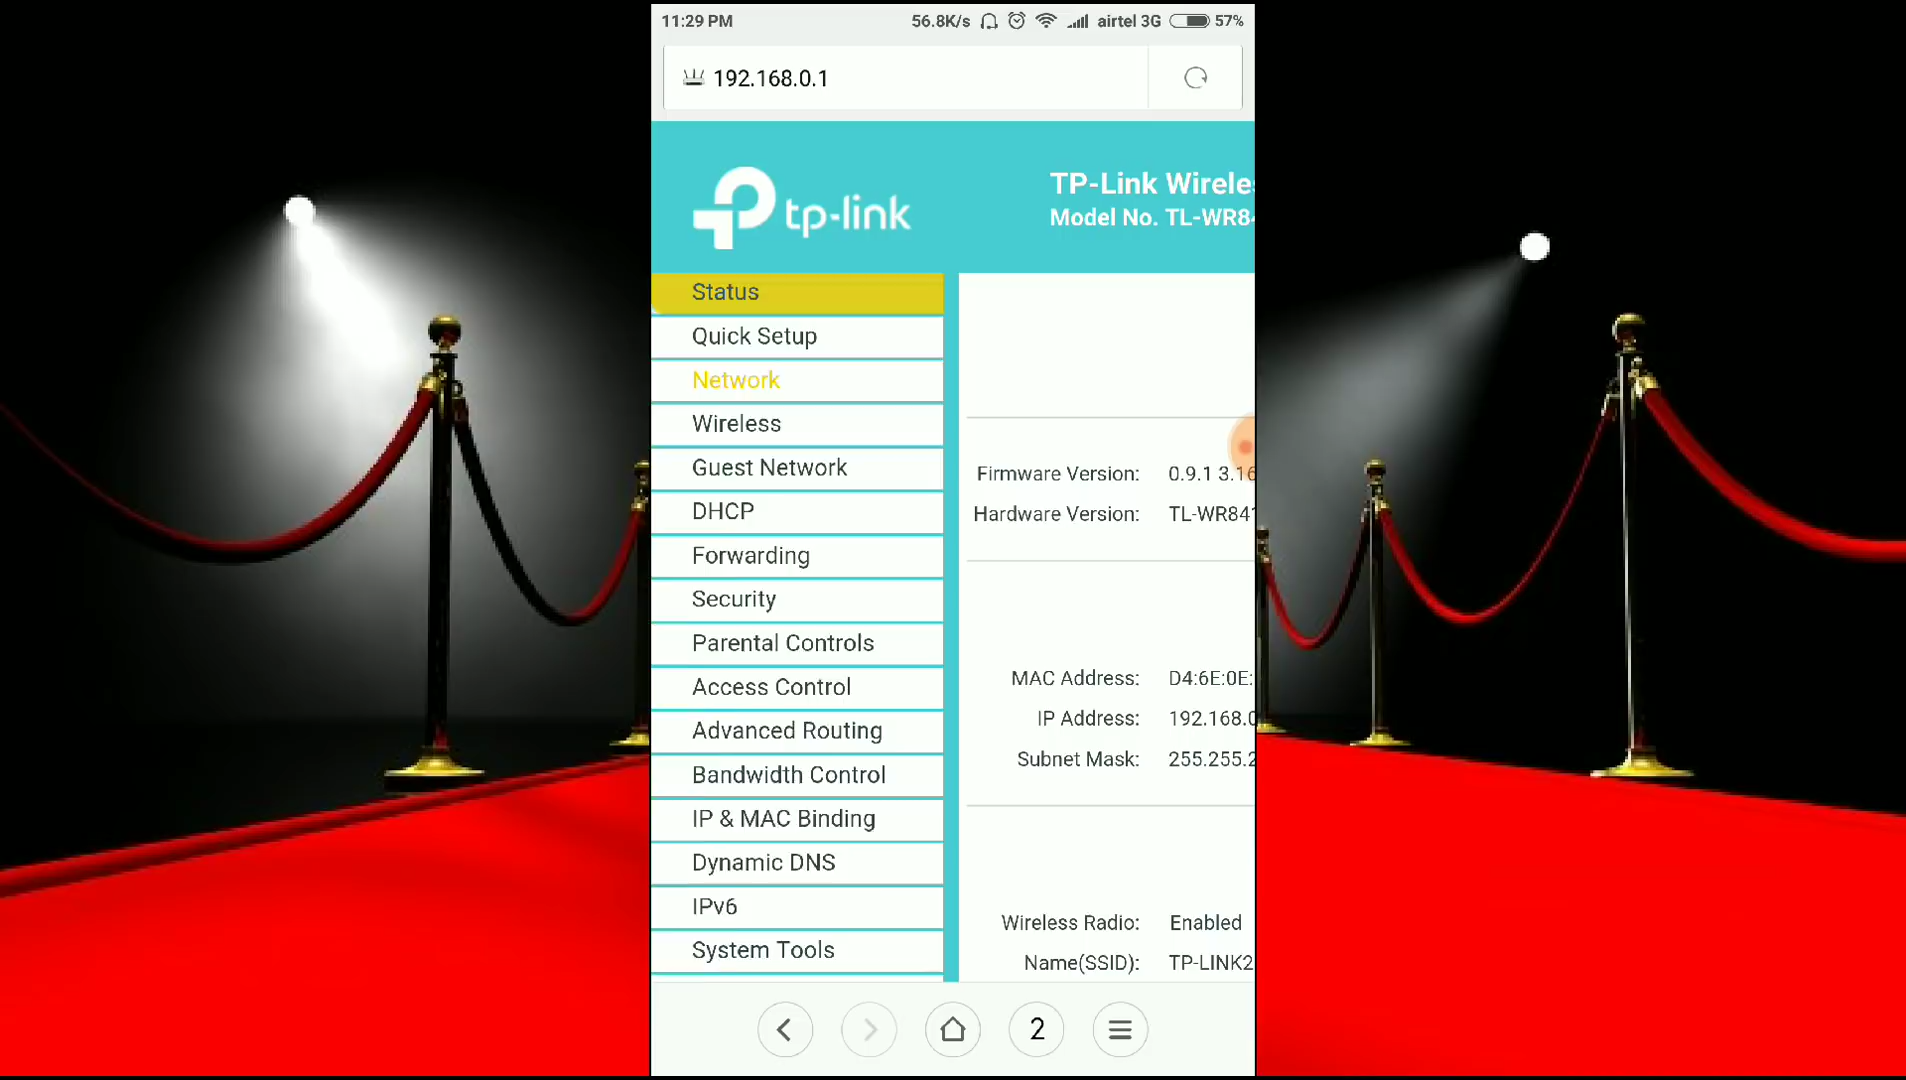 11:29 PM 56.8K/s airtel 3G 57%
192.168.0.1
tp-link
TP-Link Wirele
Model No. TL-WR84
Status
Quick Setup
Network
Wireless
Guest Network
DHCP
Forwarding
Security
Parental Controls
Access Control
Advanced Routing
Bandwidth Control
IP & MAC Binding
Dynamic DNS
IPv6
System Tools
Firmware Version: 0.9.1 3.16
Hardware Version: TL-WR841
MAC Address: D4:6E:0E:
IP Address: 192.168.0
Subnet Mask: 255.255.2
Wireless Radio: Enabled
Name(SSID): TP-LINK2
2